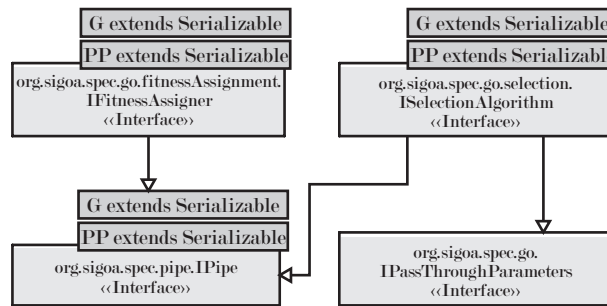 G extends Serializable
PP extends Serializable
org.sigoa.spec.go.fitnessAssignment.
IFitnessAssigner
‹‹Interface››
G extends Serializable
PP extends Serializable
org.sigoa.spec.go.selection.
ISelectionAlgorithm
‹‹Interface››
G extends Serializable
PP extends Serializable
org.sigoa.spec.pipe.IPipe
‹‹Interface››
org.sigoa.spec.go.
IPassThroughParameters
‹‹Interface››